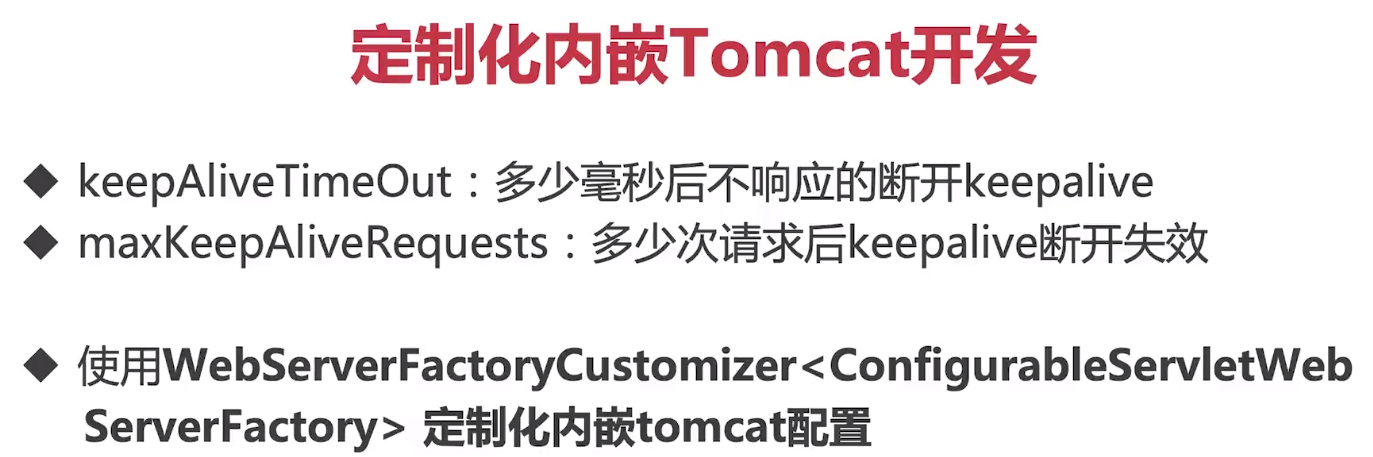 定制化内嵌Tomcat开发
◆ keepAliveTimeOut：多少毫秒后不响应的断开keepalive
◆ maxKeepAliveRequests：多少次请求后keepalive断开失效
◆ 使用WebServerFactoryCustomizer<ConfigurableServletWeb
ServerFactory> 定制化内嵌tomcat配置